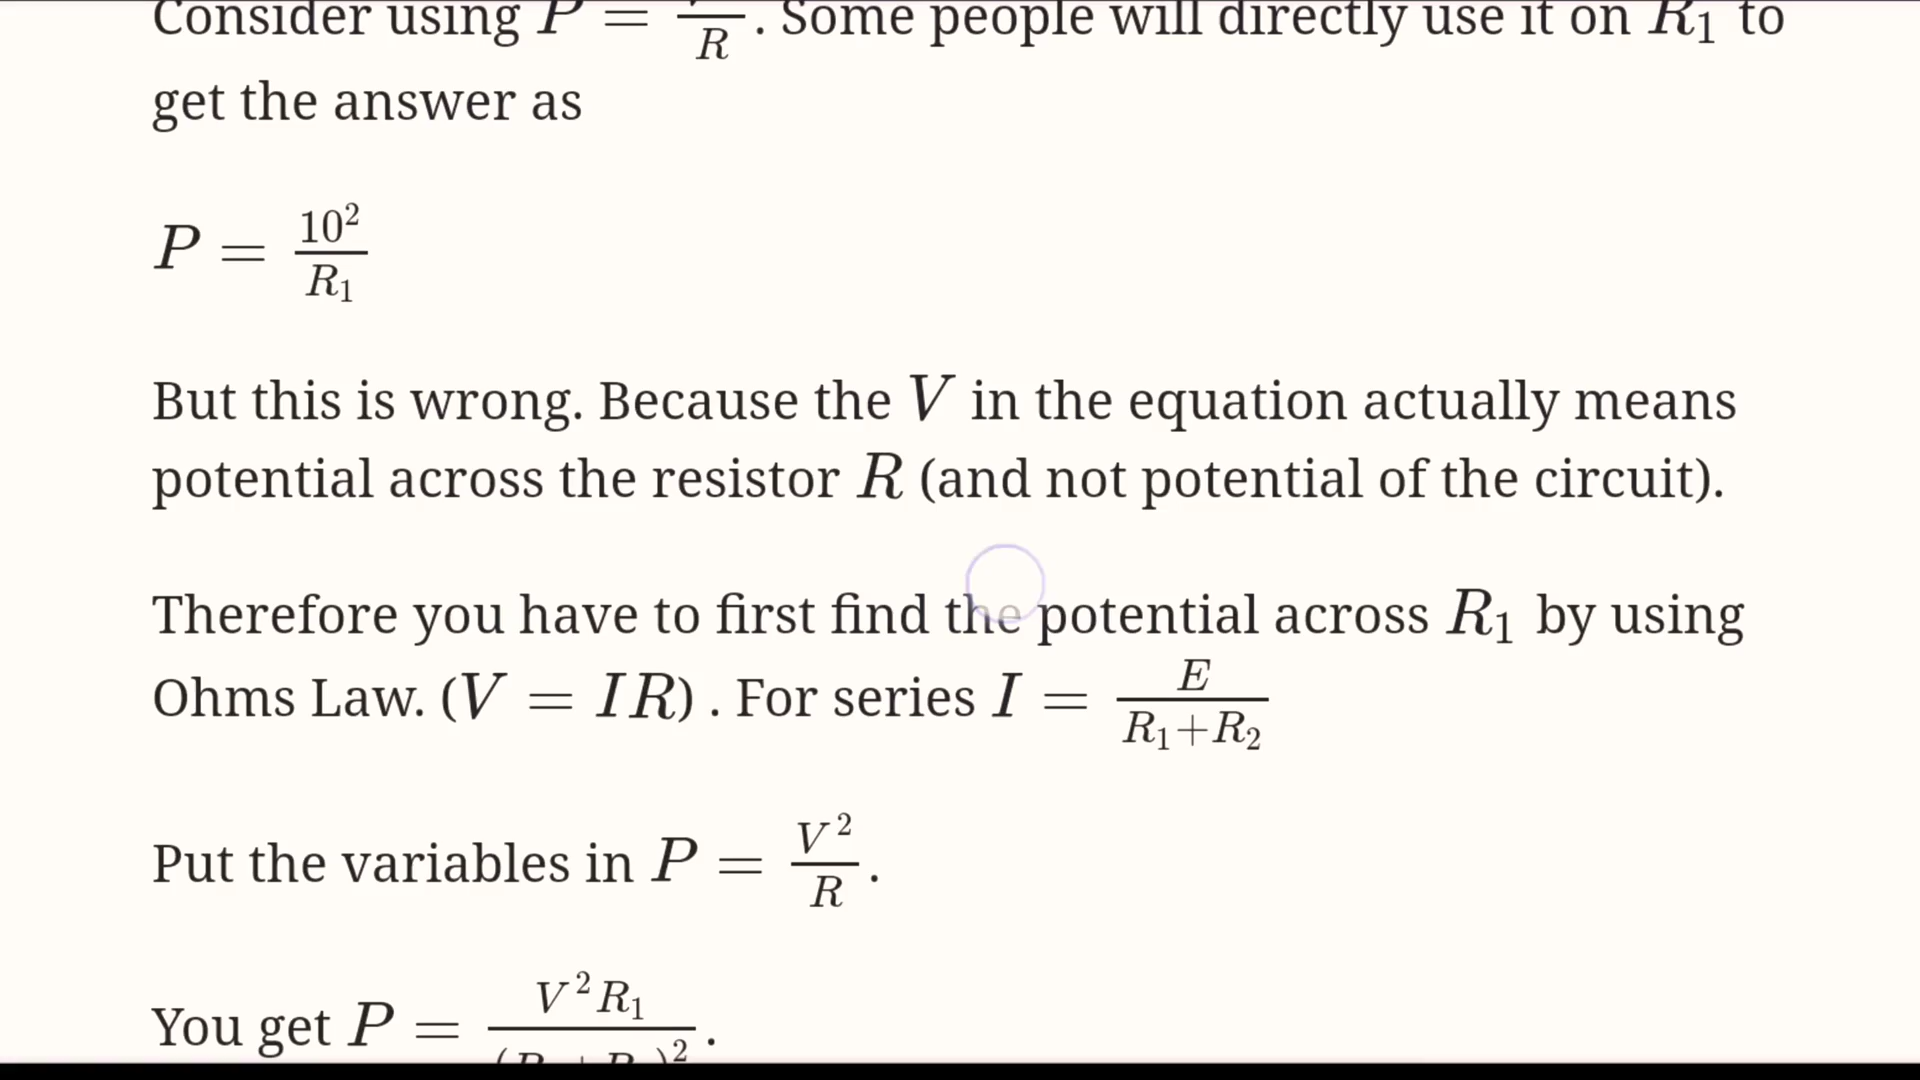 Consider using P = /R. Some people will directly use it on R₁ to
get the answer as
P = 10²/R₁
But this is wrong. Because the V in the equation actually means
potential across the resistor R (and not potential of the circuit).
Therefore you have to first find the potential across R₁ by using
Ohms Law. (V = IR) . For series I = E/R₁+R₂
Put the variables in P = V²/R.
You get P = V²R₁/(R₊R₎)².